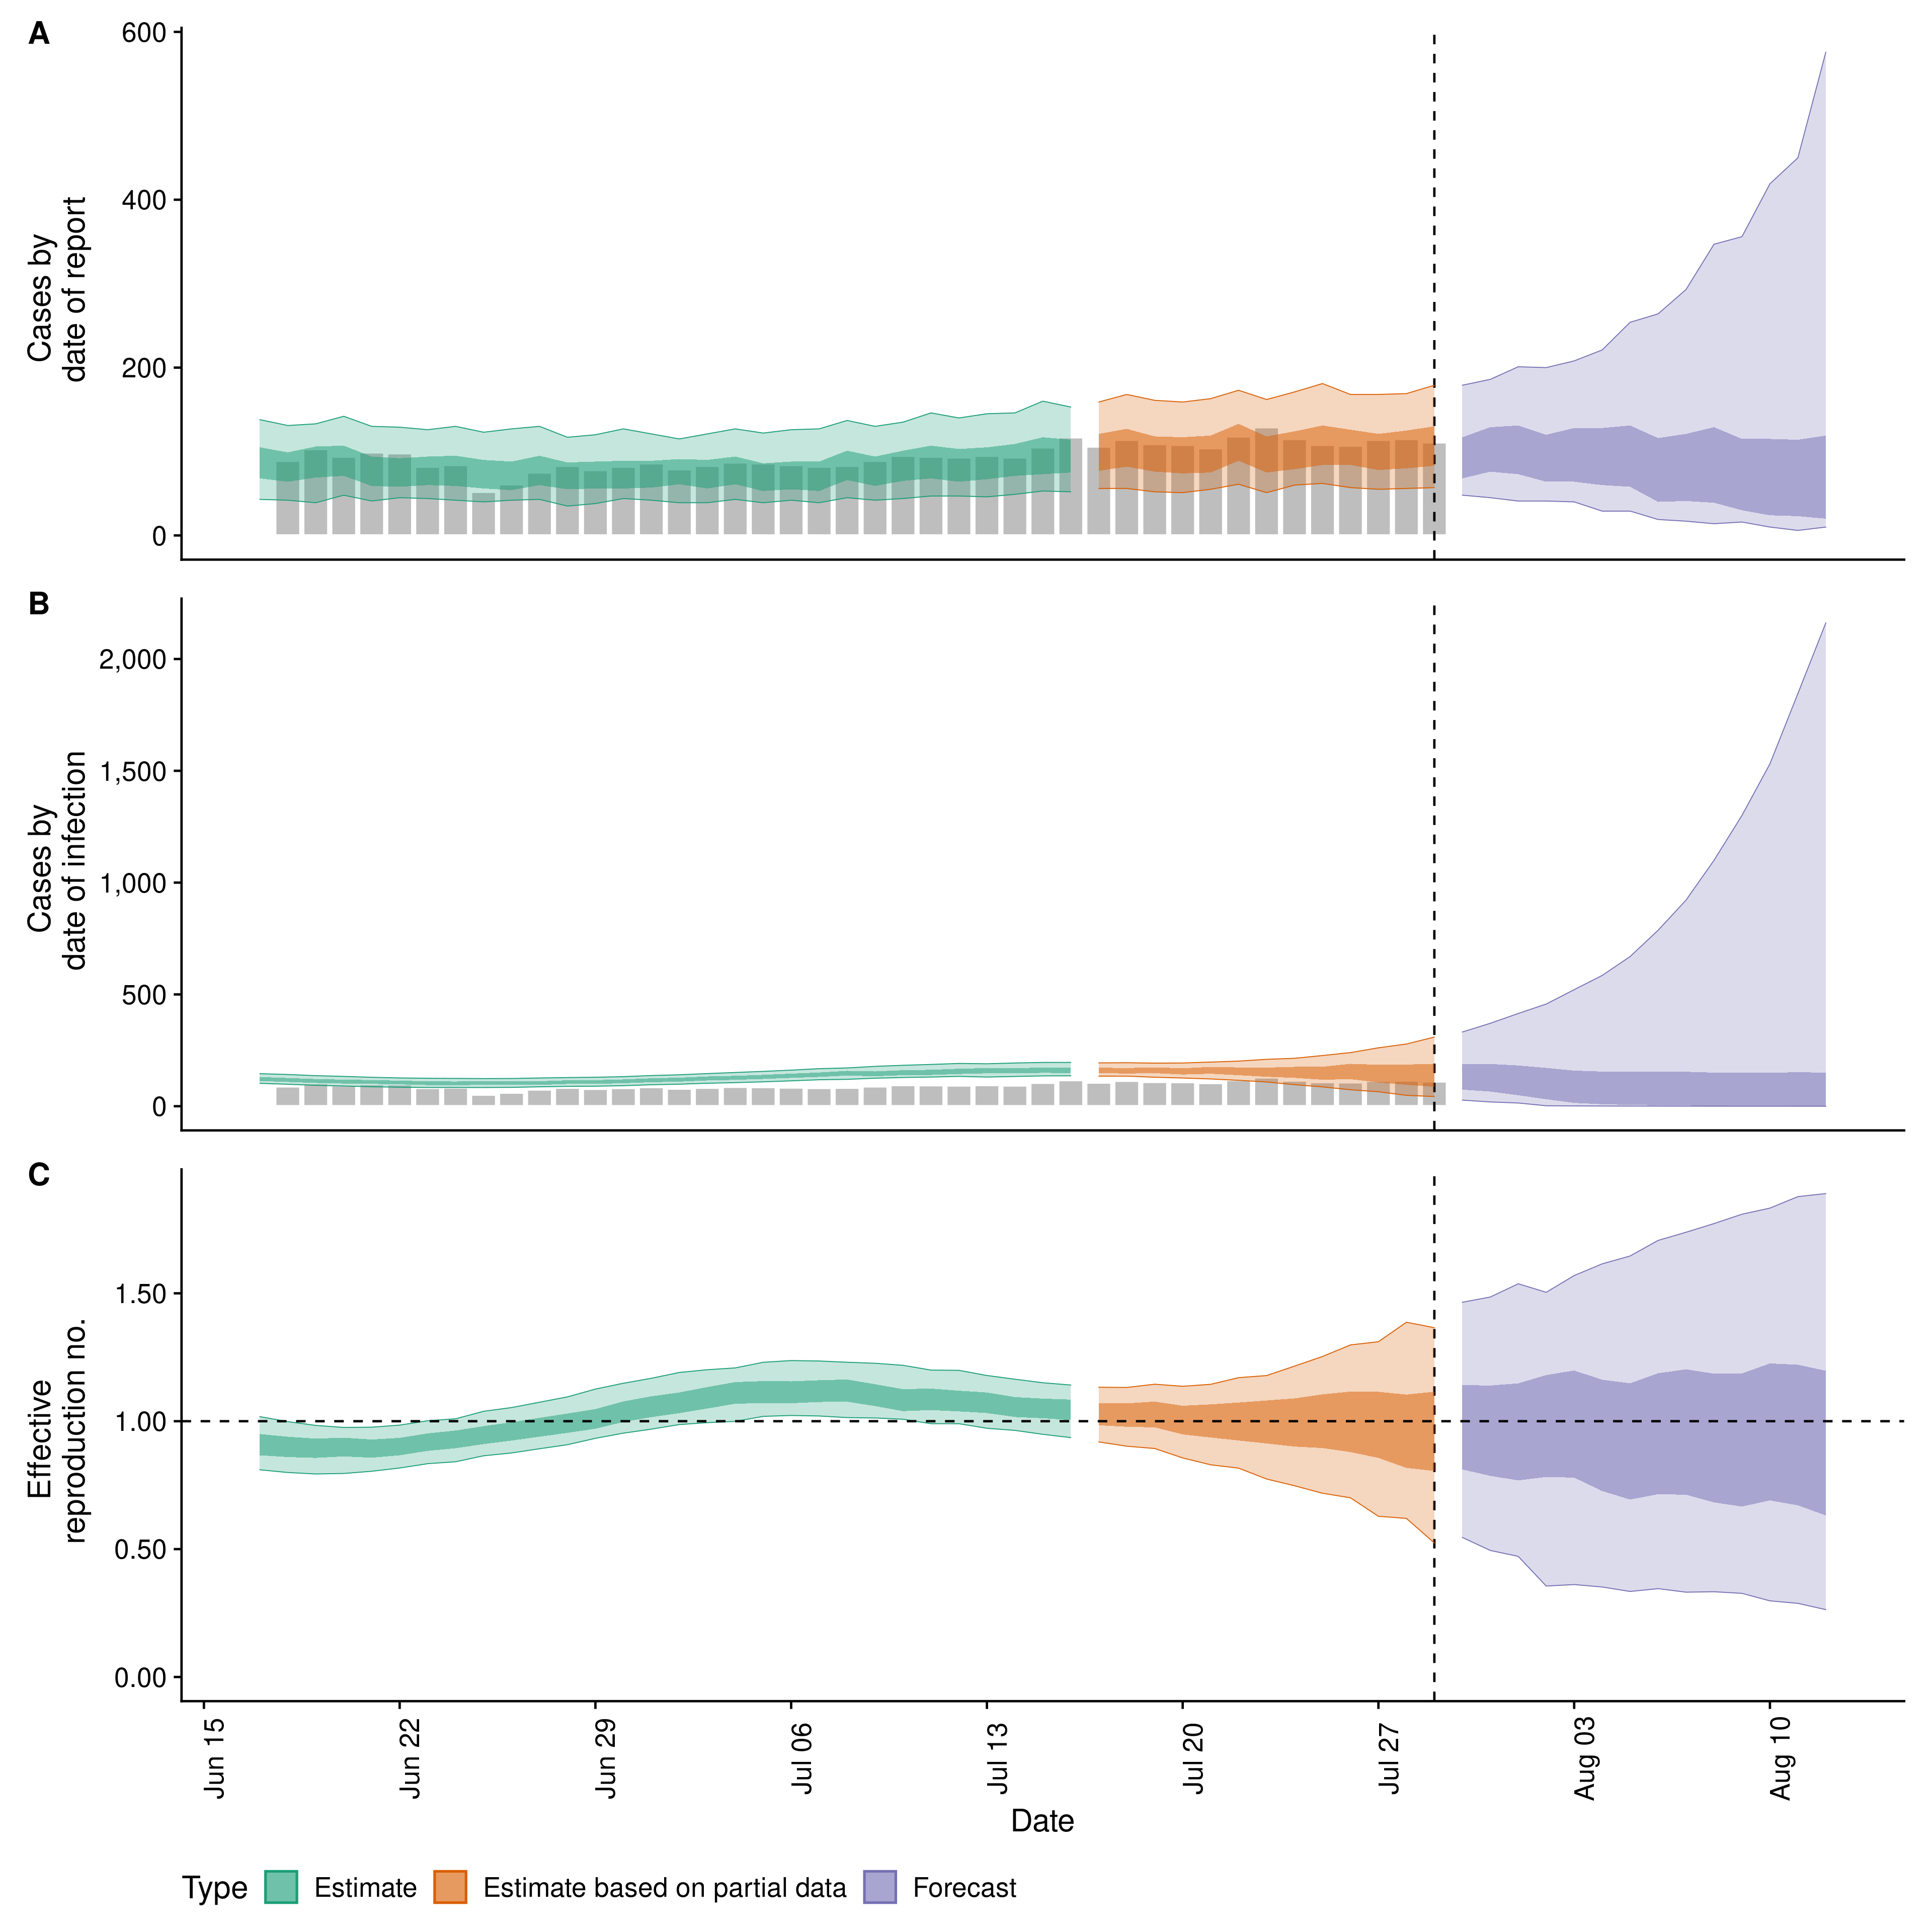 A
600
400
200
0
Cases by
date of report
B
2,000
1,500
1,000
500
0
Cases by
date of infection
C
1.50
1.00
0.50
0.00
Effective
reproduction no.
Jun 15
Jun 22
Jun 29
Jul 06
Jul 13
Jul 20
Jul 27
Aug 03
Aug 10
Date
Type Estimate Estimate based on partial data Forecast